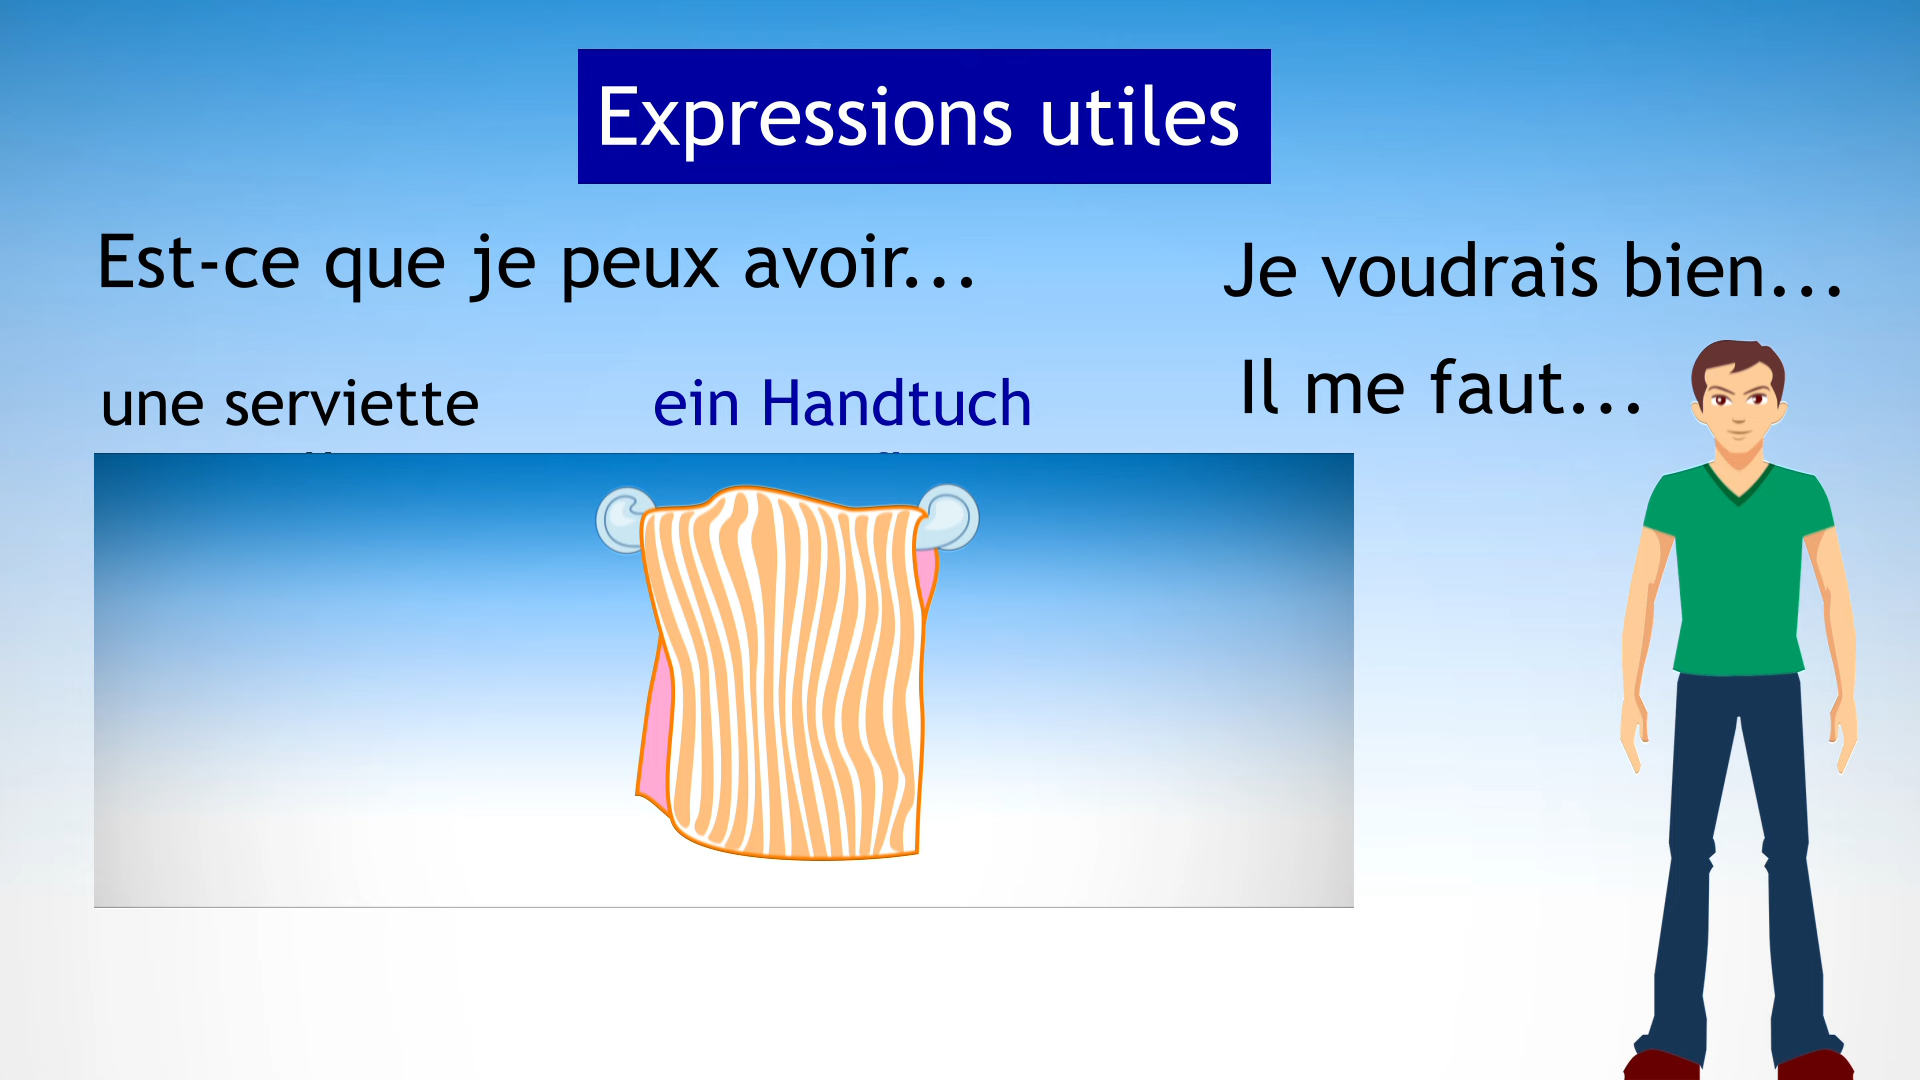 Expressions utiles
Est-ce que je peux avoir...
Je voudrais bien...
Il me faut...
une serviette
ein Handtuch